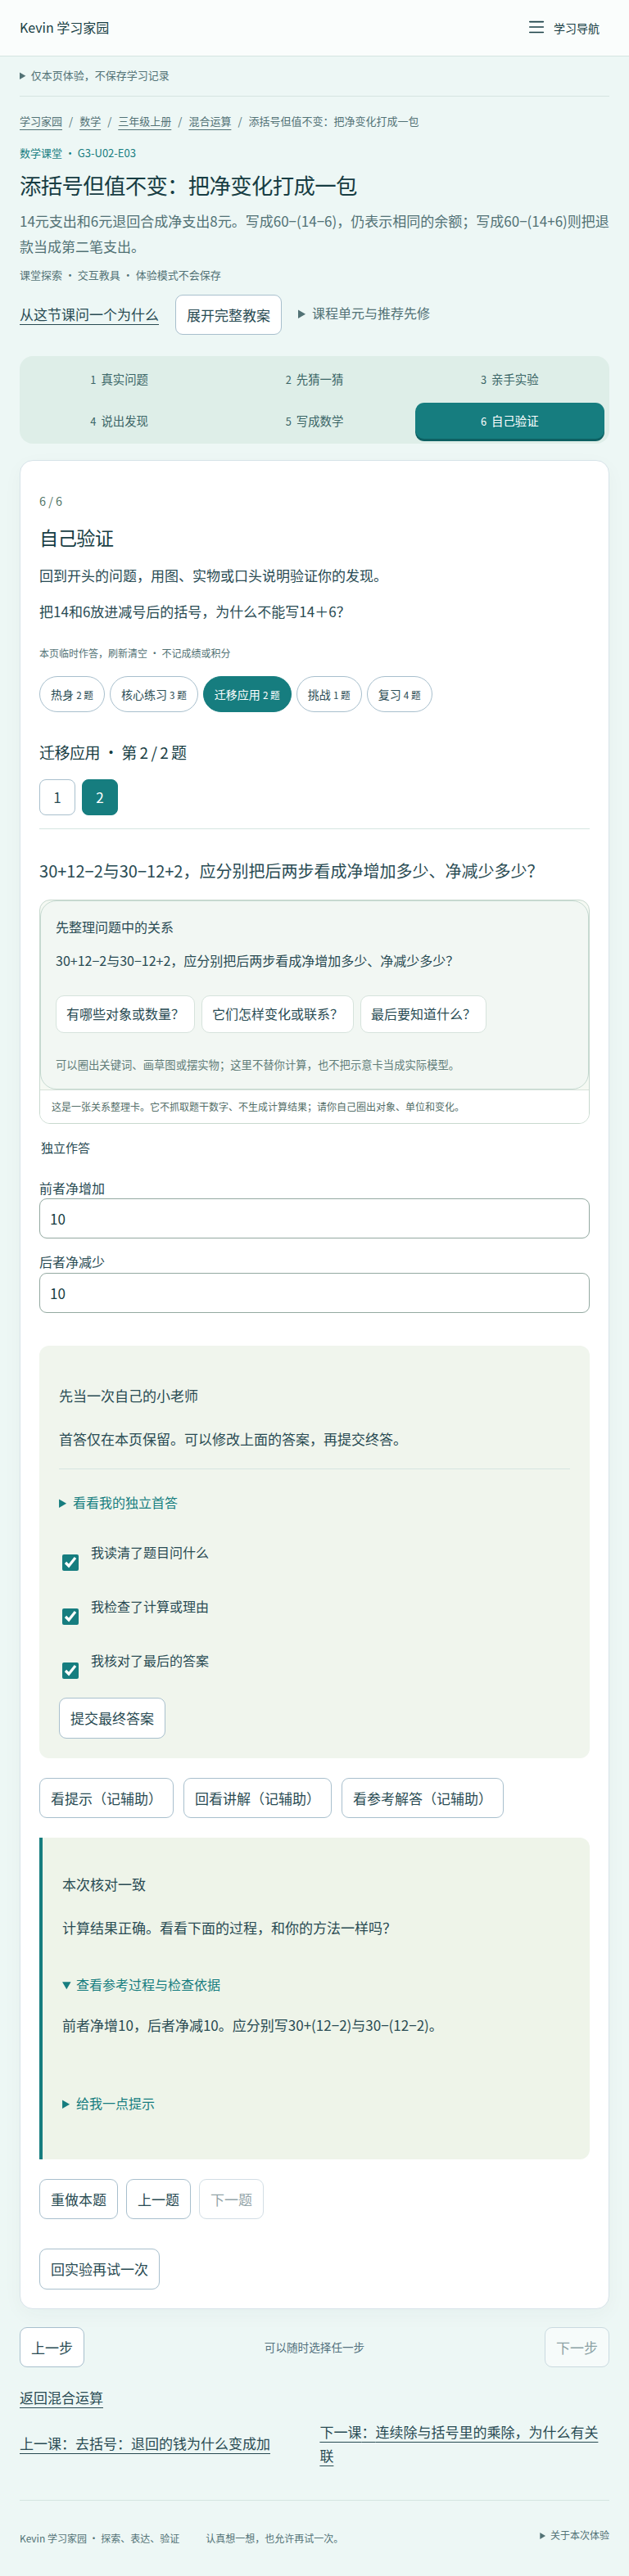 Kevin 学习家园
学习导航
仅本页体验，不保存学习记录
学习家园 / 数学 / 三年级上册 / 混合运算 / 添括号但值不变：把净变化打成一包
数学课堂 · G3-U02-E03
添括号但值不变：把净变化打成一包
14元支出和6元退回合成净支出8元。写成60−(14−6)，仍表示相同的余额；写成60−(14+6)则把退
款当成第二笔支出。
课堂探索 · 交互教具 · 体验模式不会保存
从这节课问一个为什么
展开完整教案
课程单元与推荐先修
1 真实问题
2 先猜一猜
3 亲手实验
4 说出发现
5 写成数学
6 自己验证
6 / 6
自己验证
回到开头的问题，用图、实物或口头说明验证你的发现。
把14和6放进减号后的括号，为什么不能写14＋6？
本页临时作答，刷新清空 · 不记成绩或积分
热身 2 题
核心练习 3 题
迁移应用 2 题
挑战 1 题
复习 4 题
迁移应用 · 第 2 / 2 题
1
2
30+12−2与30−12+2，应分别把后两步看成净增加多少、净减少多少？
先整理问题中的关系
30+12−2与30−12+2，应分别把后两步看成净增加多少、净减少多少？
有哪些对象或数量？
它们怎样变化或联系？
最后要知道什么？
可以圈出关键词、画草图或摆实物；这里不替你计算，也不把示意卡当成实际模型。
这是一张关系整理卡。它不抓取题干数字、不生成计算结果；请你自己圈出对象、单位和变化。
独立作答
前者净增加
10
后者净减少
10
先当一次自己的小老师
首答仅在本页保留。可以修改上面的答案，再提交终答。
看看我的独立首答
我读清了题目问什么
我检查了计算或理由
我核对了最后的答案
提交最终答案
看提示（记辅助）
回看讲解（记辅助）
看参考解答（记辅助）
本次核对一致
计算结果正确。看看下面的过程，和你的方法一样吗？
查看参考过程与检查依据
前者净增10，后者净减10。应分别写30+(12−2)与30−(12−2)。
给我一点提示
重做本题
上一题
下一题
回实验再试一次
上一步
可以随时选择任一步
下一步
返回混合运算
上一课：去括号：退回的钱为什么变成加
下一课：连续除与括号里的乘除，为什么有关
联
Kevin 学习家园 · 探索、表达、验证
认真想一想，也允许再试一次。
关于本次体验